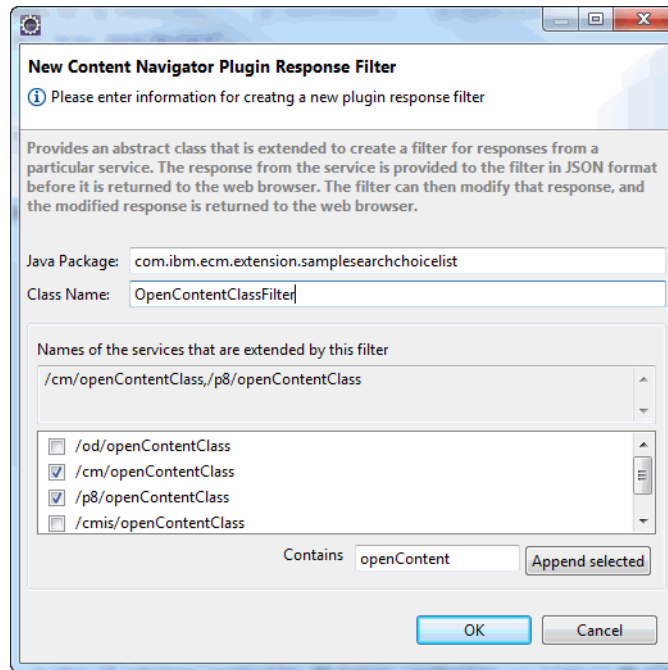 New Content Navigator Plugin Response Filter
Please enter information for creatng a new plugin response filter
Provides an abstract class that is extended to create a filter for responses from a
particular service. The response from the service is provided to the filter in JSON format
before it is returned to the web browser. The filter can then modify that response, and
the modified response is returned to the web browser.
Java Package: com.ibm.ecm.extension.samplesearchchoicelist
Class Name: OpenContentClassFilter
Names of the services that are extended by this filter
/cm/openContentClass,/p8/openContentClass
/od/openContentClass
/cm/openContentClass
/p8/openContentClass
/cmis/openContentClass
Contains openContent Append selected
OK Cancel